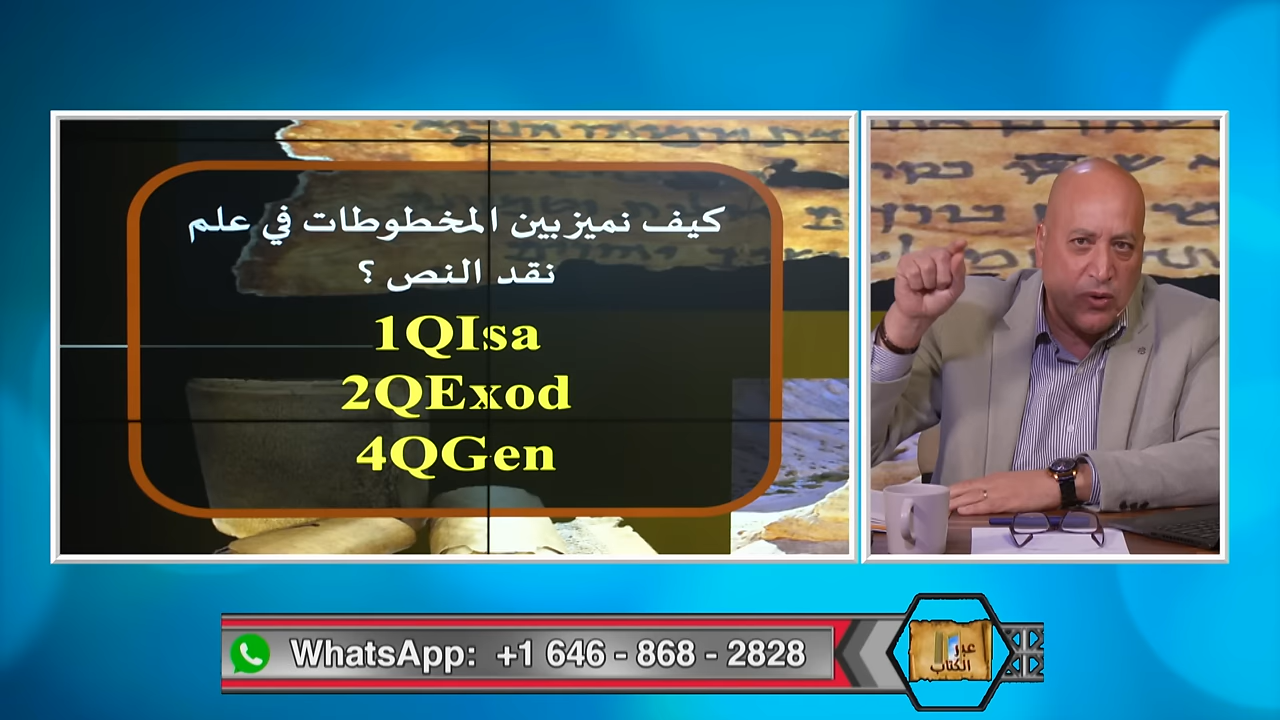 كيف نميز بين المخطوطات في علم
نقد النص ؟
1QIsa
2QExod
4QGen
WhatsApp: +1 646 - 868 - 2828
عبر
الكتاب